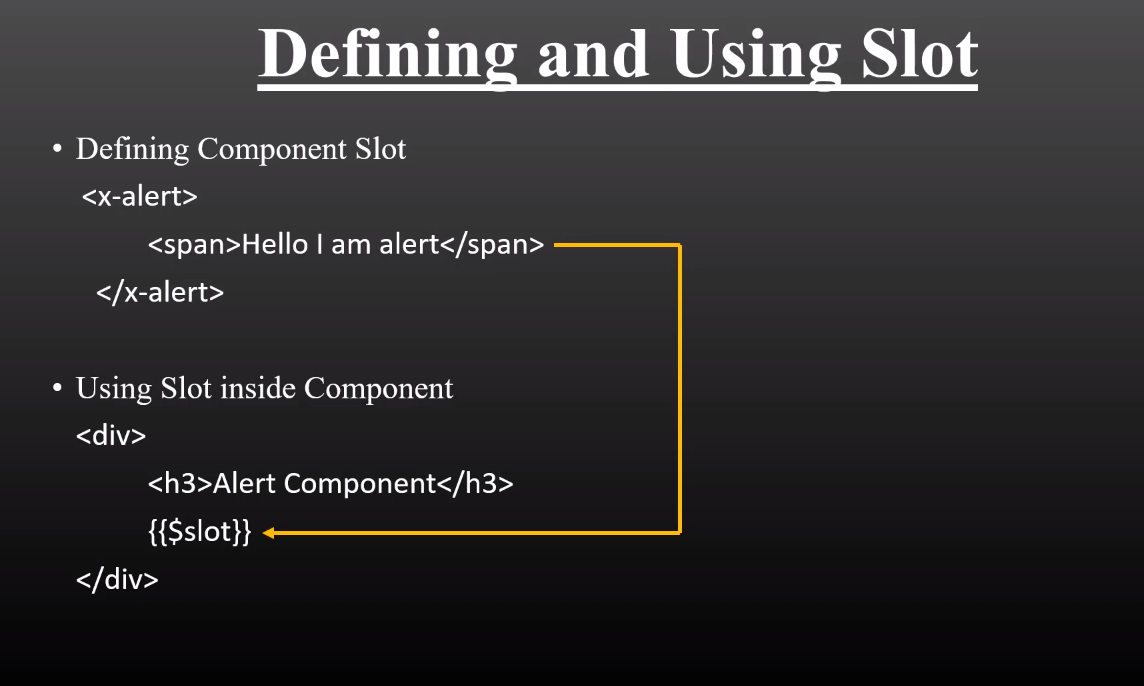 Defining and Using Slot
• Defining Component Slot
<x-alert>
<span>Hello I am alert</span>
</x-alert>
• Using Slot inside Component
<div>
<h3>Alert Component</h3>
{{$slot}}
</div>